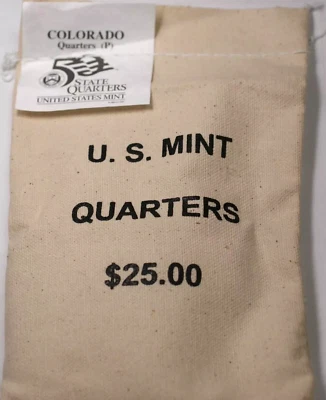 COLORADO
Quarters (P)
50
STATE
QUARTERS
UNITED STATES MINT
U. S. MINT
QUARTERS
$25.00